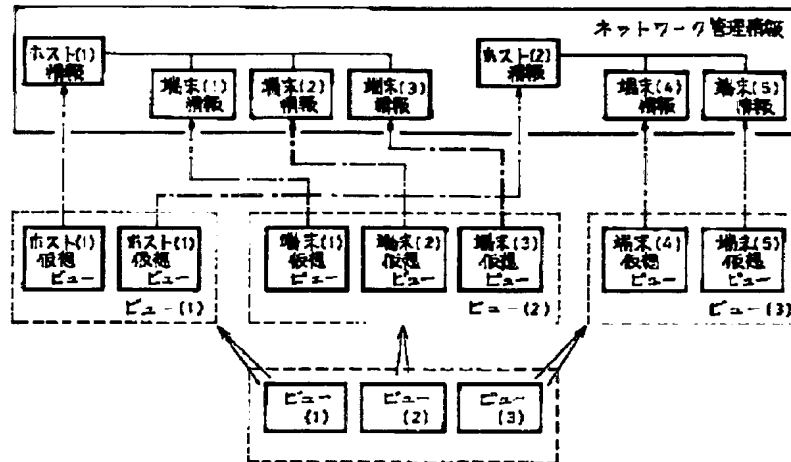 ネットワーク管理情報
ホスト(1)
情報
端末(1)
情報
端末(2)
情報
端末(3)
情報
ホスト(2)
情報
端末(4)
情報
端末(5)
情報
ホスト(1)
仮想
ビュー
ホスト(1)
仮想
ビュー
ビュー(1)
端末(1)
仮想
ビュー
端末(2)
仮想
ビュー
端末(3)
仮想
ビュー
ビュー(2)
端末(4)
仮想
ビュー
端末(5)
仮想
ビュー
ビュー(3)
ビュー
(1)
ビュー
(2)
ビュー
(3)